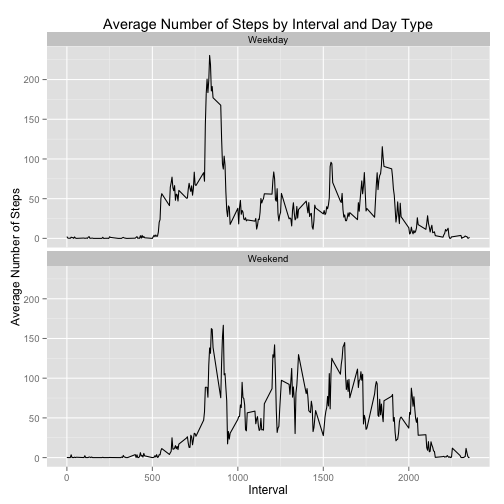 Average Number of Steps by Interval and Day Type
Weekday
200
150
100
50
0
Weekend
200
150
100
50
0
0 500 1000 1500 2000
Interval
Average Number of Steps